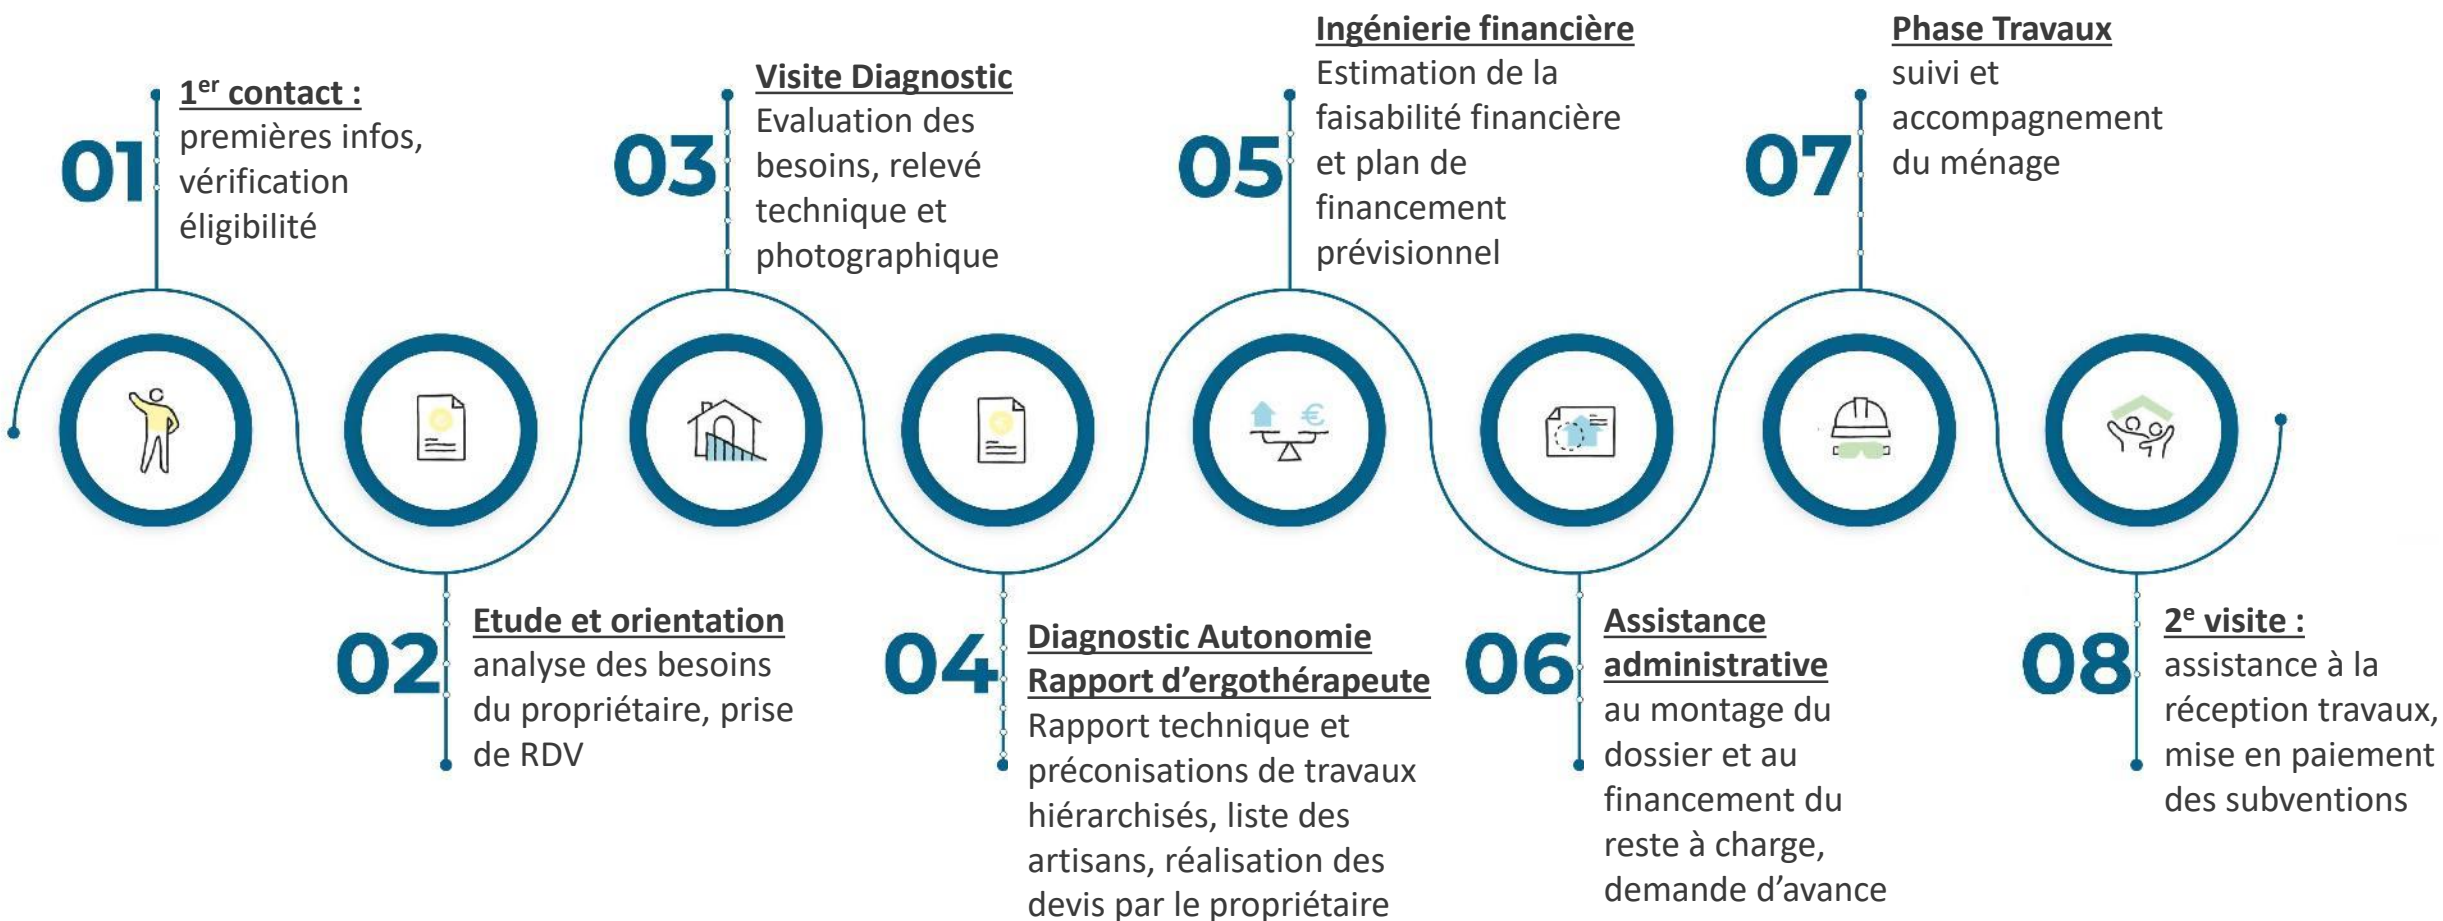 01
1er contact :
premières infos,
vérification
éligibilité
02
Etude et orientation
analyse des besoins
du propriétaire, prise
de RDV
03
Visite Diagnostic
Evaluation des
besoins, relevé
technique et
photographique
04
Diagnostic Autonomie
Rapport d’ergothérapeute
Rapport technique et
préconisations de travaux
hiérarchisés, liste des
artisans, réalisation des
devis par le propriétaire
05
Ingénierie financière
Estimation de la
faisabilité financière
et plan de
financement
prévisionnel
€
06
Assistance
administrative
au montage du
dossier et au
financement du
reste à charge,
demande d’avance
07
Phase Travaux
suivi et
accompagnement
du ménage
08
2e visite :
assistance à la
réception travaux,
mise en paiement
des subventions